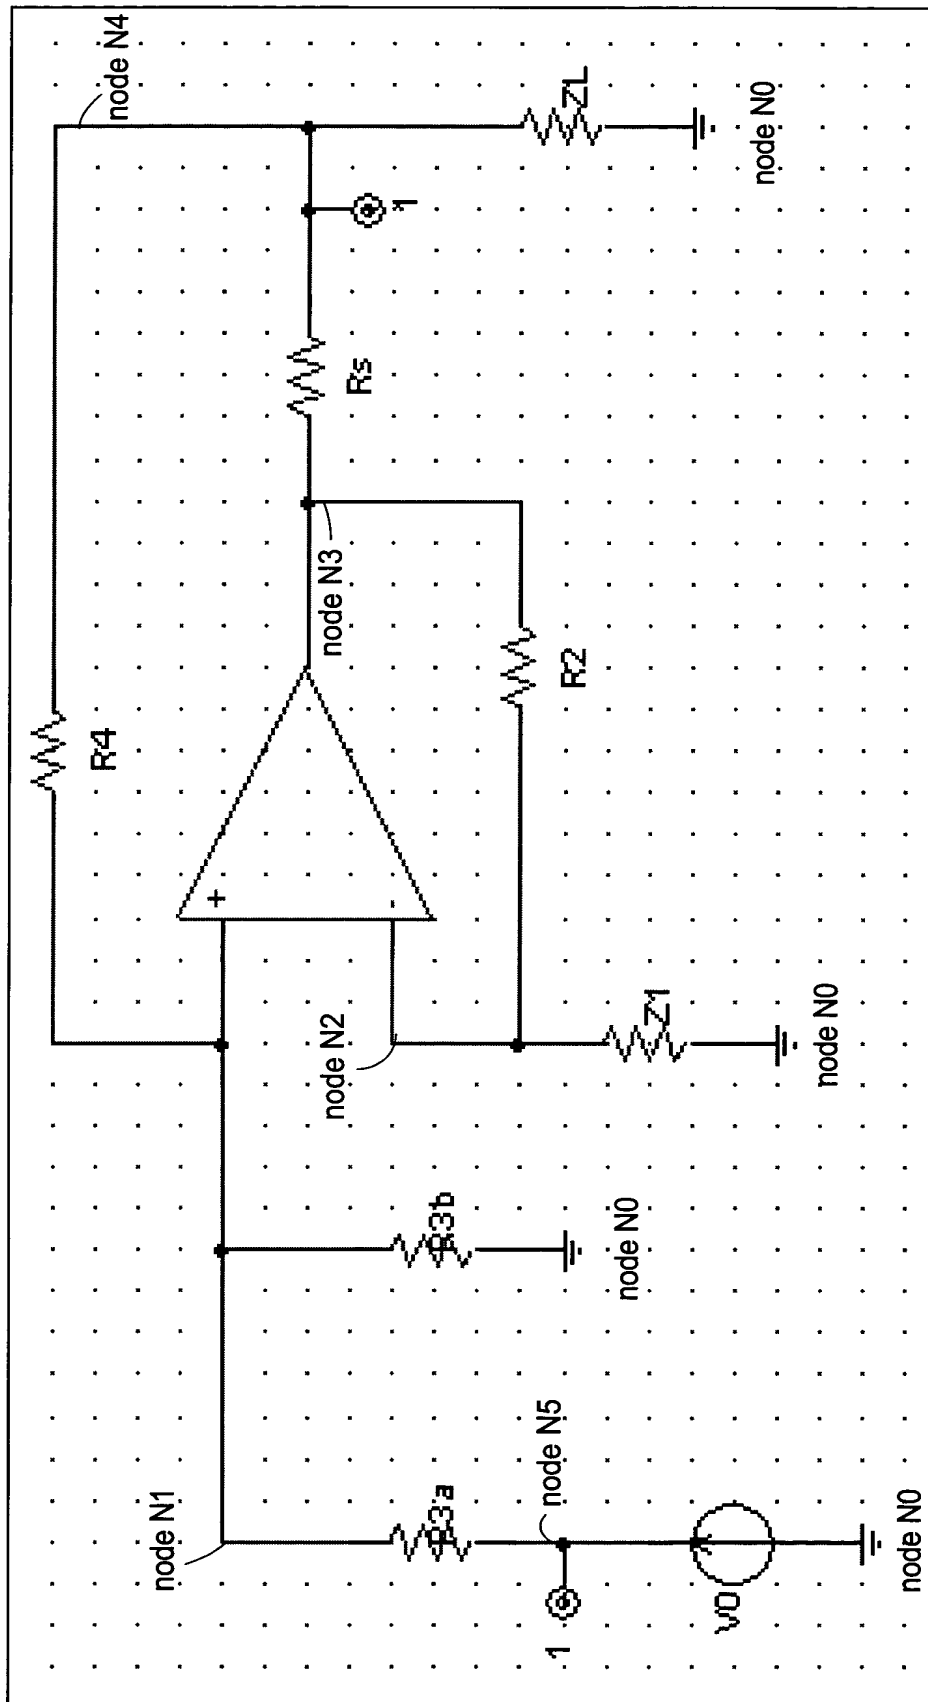 node N4
ZL
node N0
1
Rs
node N3
R2
R4
+
-
node N2
Z1
node N0
R3b
node N0
node N1
R3a
node N5
1
V0
node N0